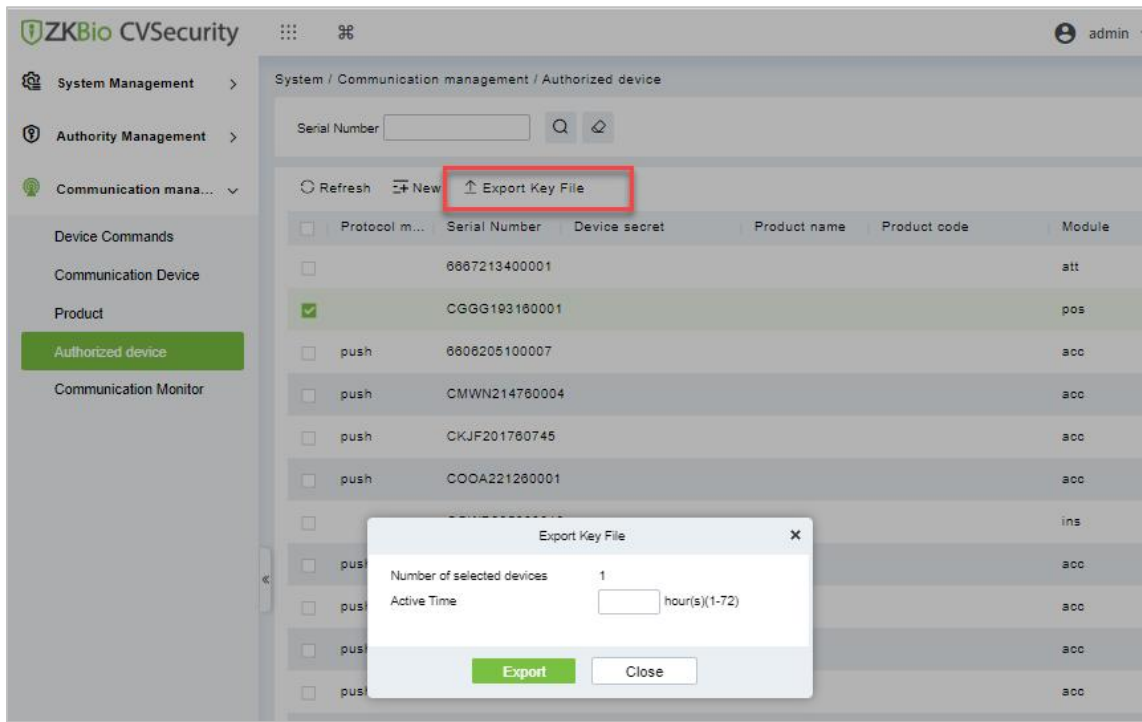 ZKBio CVSecurity
admin
System Management
Authority Management
Communication mana...
Device Commands
Communication Device
Product
Authorized device
Communication Monitor
System / Communication management / Authorized device
Serial Number
Refresh New Export Key File
Protocol m... Serial Number Device secret Product name Product code Module
6667213400001 att
CGGG193160001 pos
push 6606205100007 acc
push CMWN214760004 acc
push CKJF201760745 acc
push COOA221260001 acc
ins
acc
acc
acc
acc
Export Key File
Number of selected devices 1
Active Time hour(s)(1-72)
Export Close